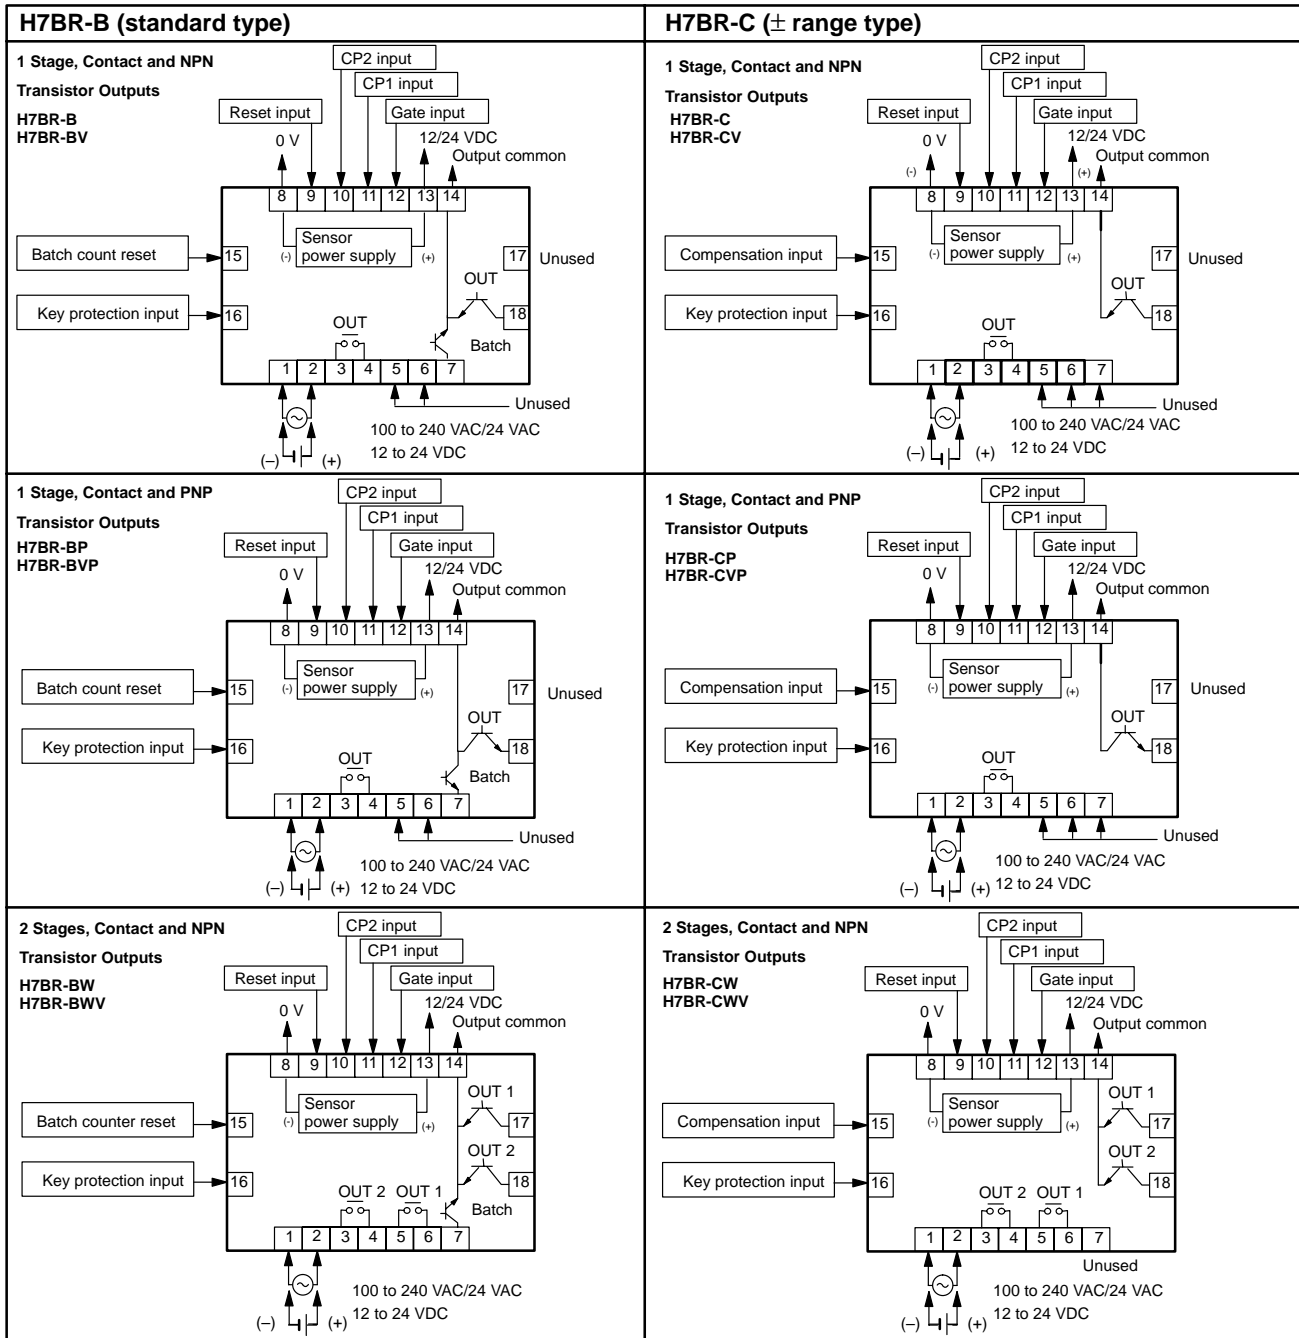 H7BR-B (standard type)
H7BR-C (± range type)
1 Stage, Contact and NPN
Transistor Outputs
H7BR-B
H7BR-BV
CP2 input
CP1 input
Reset input
Gate input
0 V
12/24 VDC
Output common
8 9 10 11 12 13 14
Sensor
power supply
(-) (+)
Batch count reset
15
17
Unused
OUT
Key protection input
16
18
OUT
Batch
1 2 3 4 5 6 7
Unused
100 to 240 VAC/24 VAC
12 to 24 VDC
(–) (+)
1 Stage, Contact and NPN
Transistor Outputs
H7BR-C
H7BR-CV
CP2 input
CP1 input
Reset input
Gate input
0 V
12/24 VDC
Output common
(-) (+)
8 9 10 11 12 13 14
Sensor
power supply
(-) (+)
Compensation input
15
17
Unused
OUT
Key protection input
16
18
OUT
1 2 3 4 5 6 7
Unused
100 to 240 VAC/24 VAC
12 to 24 VDC
(–) (+)
1 Stage, Contact and PNP
Transistor Outputs
H7BR-BP
H7BR-BVP
CP2 input
CP1 input
Reset input
Gate input
0 V
12/24 VDC
Output common
8 9 10 11 12 13 14
Sensor
power supply
(-) (+)
Batch count reset
15
17
Unused
OUT
Key protection input
16
18
OUT
Batch
1 2 3 4 5 6 7
Unused
100 to 240 VAC/24 VAC
12 to 24 VDC
(–) (+)
1 Stage, Contact and PNP
Transistor Outputs
H7BR-CP
H7BR-CVP
CP2 input
CP1 input
Reset input
Gate input
0 V
12/24 VDC
Output common
8 9 10 11 12 13 14
Sensor
power supply
(-) (+)
Compensation input
15
17
Unused
OUT
Key protection input
16
18
OUT
1 2 3 4 5 6 7
Unused
100 to 240 VAC/24 VAC
12 to 24 VDC
(–) (+)
2 Stages, Contact and NPN
Transistor Outputs
H7BR-BW
H7BR-BWV
CP2 input
CP1 input
Reset input
Gate input
0 V
12/24 VDC
Output common
8 9 10 11 12 13 14
Sensor
power supply
(-) (+)
OUT 1
Batch counter reset
15
17
OUT 2
Key protection input
16
18
OUT 2 OUT 1
Batch
1 2 3 4 5 6 7
100 to 240 VAC/24 VAC
12 to 24 VDC
(–) (+)
2 Stages, Contact and NPN
Transistor Outputs
H7BR-CW
H7BR-CWV
CP2 input
CP1 input
Reset input
Gate input
0 V
12/24 VDC
Output common
8 9 10 11 12 13 14
Sensor
power supply
(-) (+)
OUT 1
Compensation input
15
17
OUT 2
Key protection input
16
18
OUT 2 OUT 1
1 2 3 4 5 6 7
Unused
100 to 240 VAC/24 VAC
12 to 24 VDC
(–) (+)